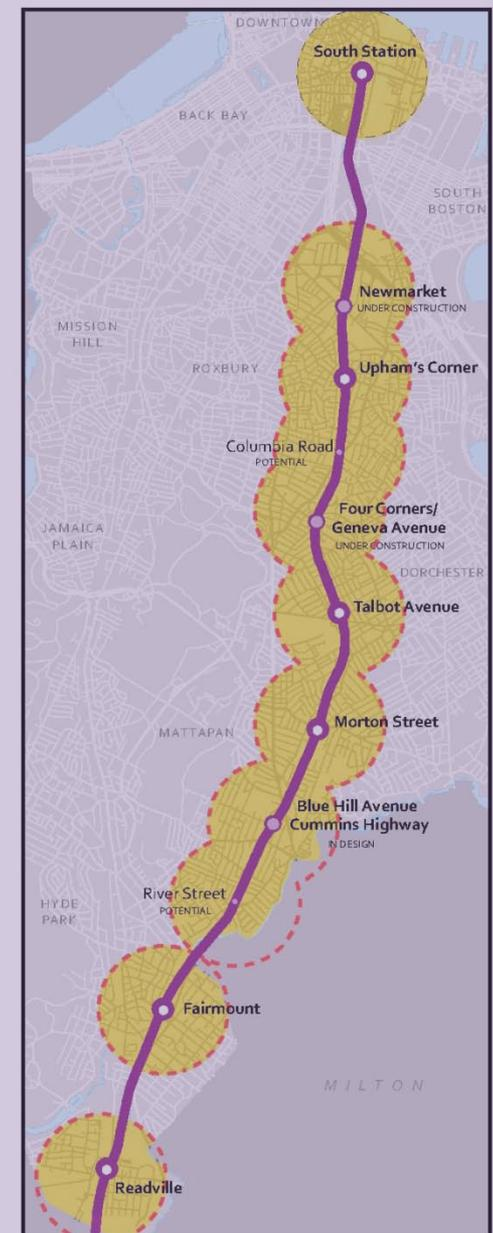 DOWNTOWN
South Station
BACK BAY
SOUTH
BOSTON
Newmarket
UNDER CONSTRUCTION
MISSION
HILL
ROXBURY
Upham's Corner
Columbia Road
POTENTIAL
Four Corners/
Geneva Avenue
UNDER CONSTRUCTION
JAMAICA
PLAIN
DORCHESTER
Talbot Avenue
Morton Street
MATTAPAN
Blue Hill Avenue
Cummins Highway
IN DESIGN
River Street
POTENTIAL
HYDE
PARK
Fairmount
MILTON
Readville